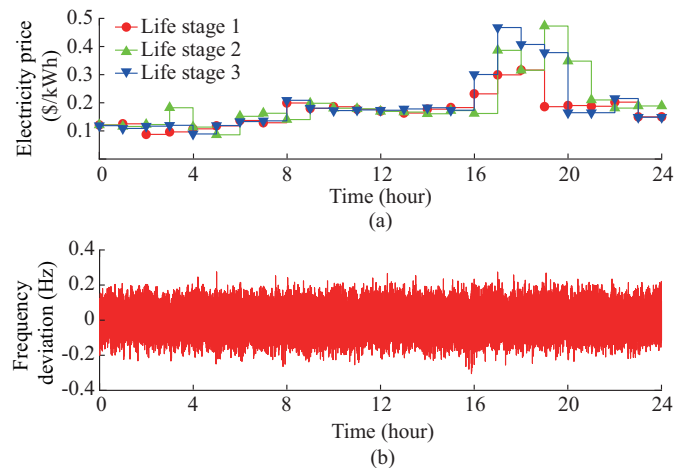 0.5
Life stage 1
0.4
Life stage 2
0.3
Life stage 3
0.2
0.1
Electricity price
($/kWh)
0 4 8 12 16 20 24
Time (hour)
(a)
0.4
0.2
0
-0.2
-0.4
Frequency
deviation (Hz)
0 4 8 12 16 20 24
Time (hour)
(b)